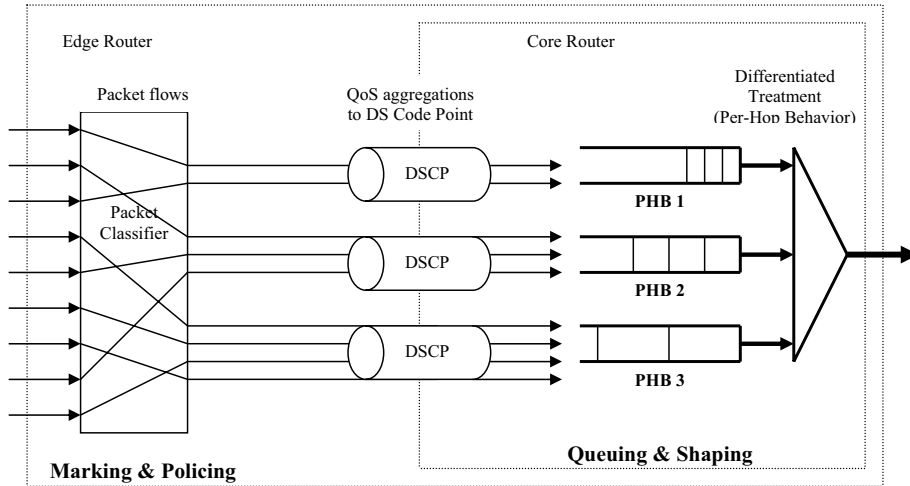 Edge Router
Core Router
Packet flows
QoS aggregations
to DS Code Point
Differentiated
Treatment
(Per-Hop Behavior)
Packet
Classifier
DSCP
PHB 1
DSCP
PHB 2
DSCP
PHB 3
Marking & Policing
Queuing & Shaping